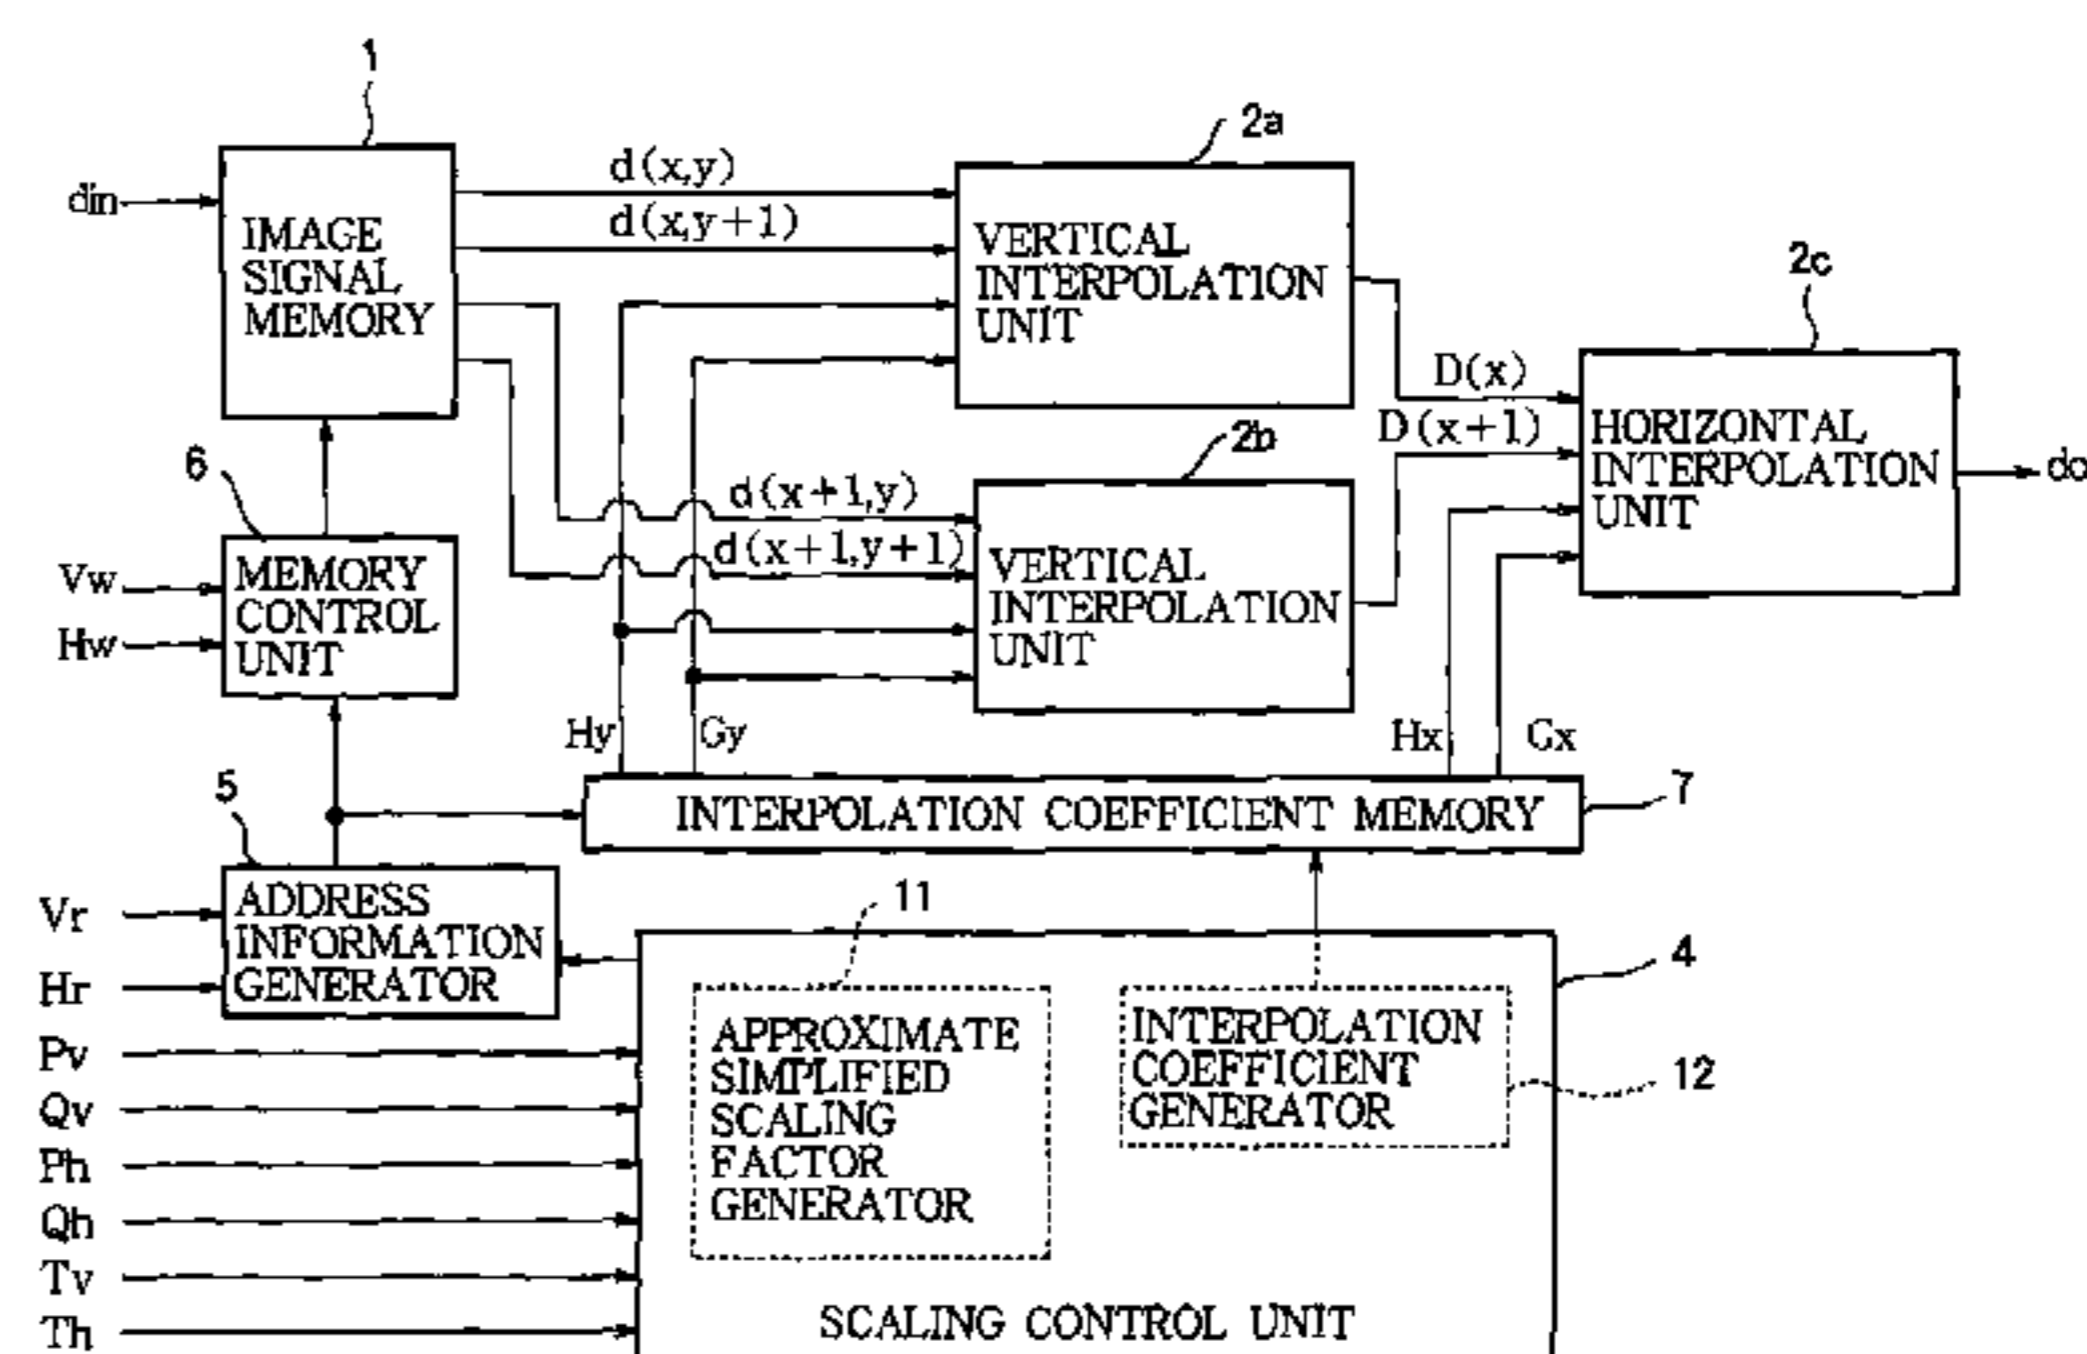 1
2a
d(x,y)
din
d(x,y+1)
IMAGE
SIGNAL
MEMORY
VERTICAL
INTERPOLATION
UNIT
2c
D(x)
D(x+1)
HORIZONTAL
INTERPOLATION
UNIT
do
2b
6
d(x+1,y)
d(x+1,y+1)
Vw
Hw
MEMORY
CONTROL
UNIT
VERTICAL
INTERPOLATION
UNIT
Hy
Gy
Hx
Gx
5
INTERPOLATION COEFFICIENT MEMORY
7
Vr
Hr
ADDRESS
INFORMATION
GENERATOR
11
4
Pv
Qv
Ph
Qh
Tv
Th
APPROXIMATE
SIMPLIFIED
SCALING
FACTOR
GENERATOR
INTERPOLATION
COEFFICIENT
GENERATOR
12
SCALING CONTROL UNIT